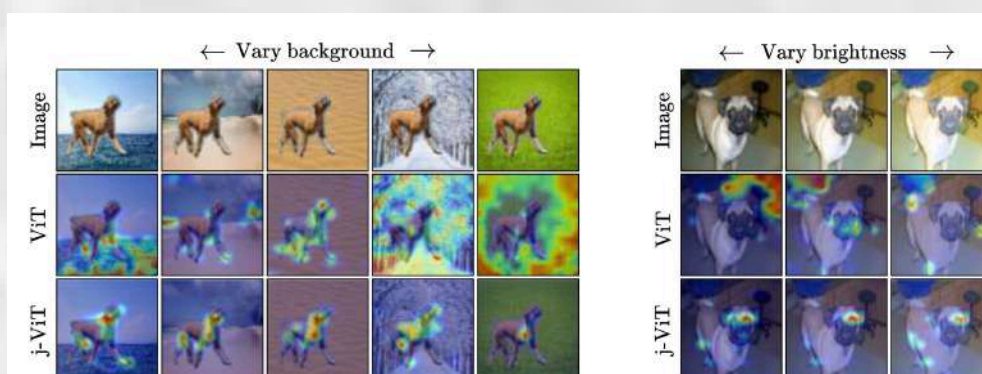 ← Vary background →
← Vary brightness →
Image
ViT
j-ViT
Image
ViT
j-ViT